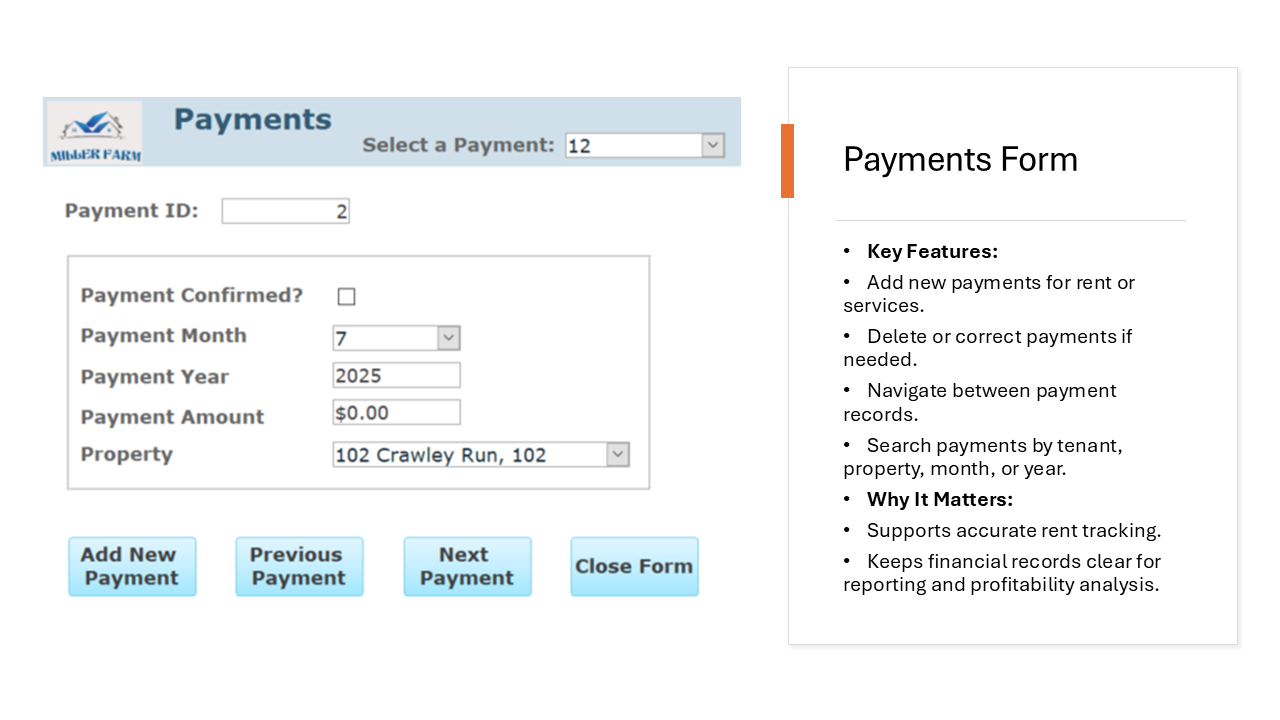 MILLER FARM
Payments
Select a Payment: 12
Payment ID: 2
Payment Confirmed?
Payment Month 7
Payment Year 2025
Payment Amount $0.00
Property 102 Crawley Run, 102
Add New Payment
Previous Payment
Next Payment
Close Form
Payments Form
• Key Features:
• Add new payments for rent or
services.
• Delete or correct payments if
needed.
• Navigate between payment
records.
• Search payments by tenant,
property, month, or year.
• Why It Matters:
• Supports accurate rent tracking.
• Keeps financial records clear for
reporting and profitability analysis.